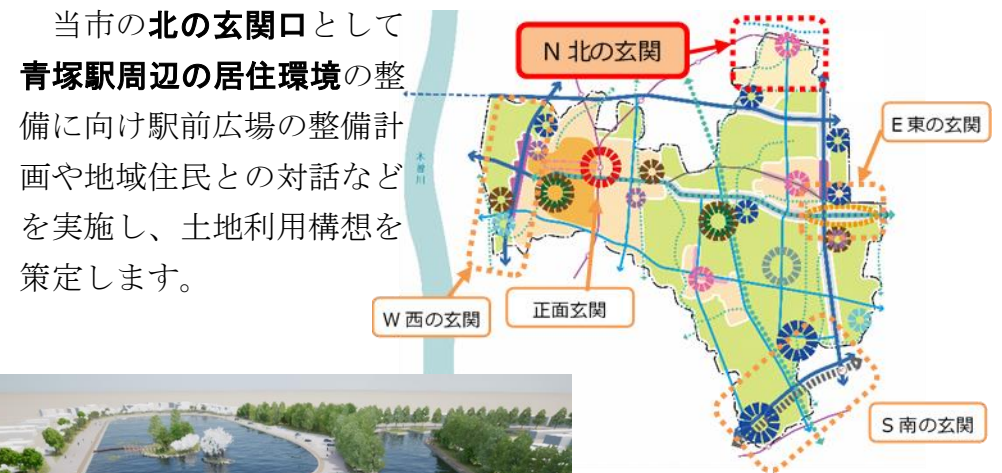 当市の北の玄関口として
青塚駅周辺の居住環境の整
備に向け駅前広場の整備計
画や地域住民との対話など
を実施し、土地利用構想を
策定します。
N 北の玄関
E 東の玄関
木曽川
W 西の玄関
正面玄関
S 南の玄関